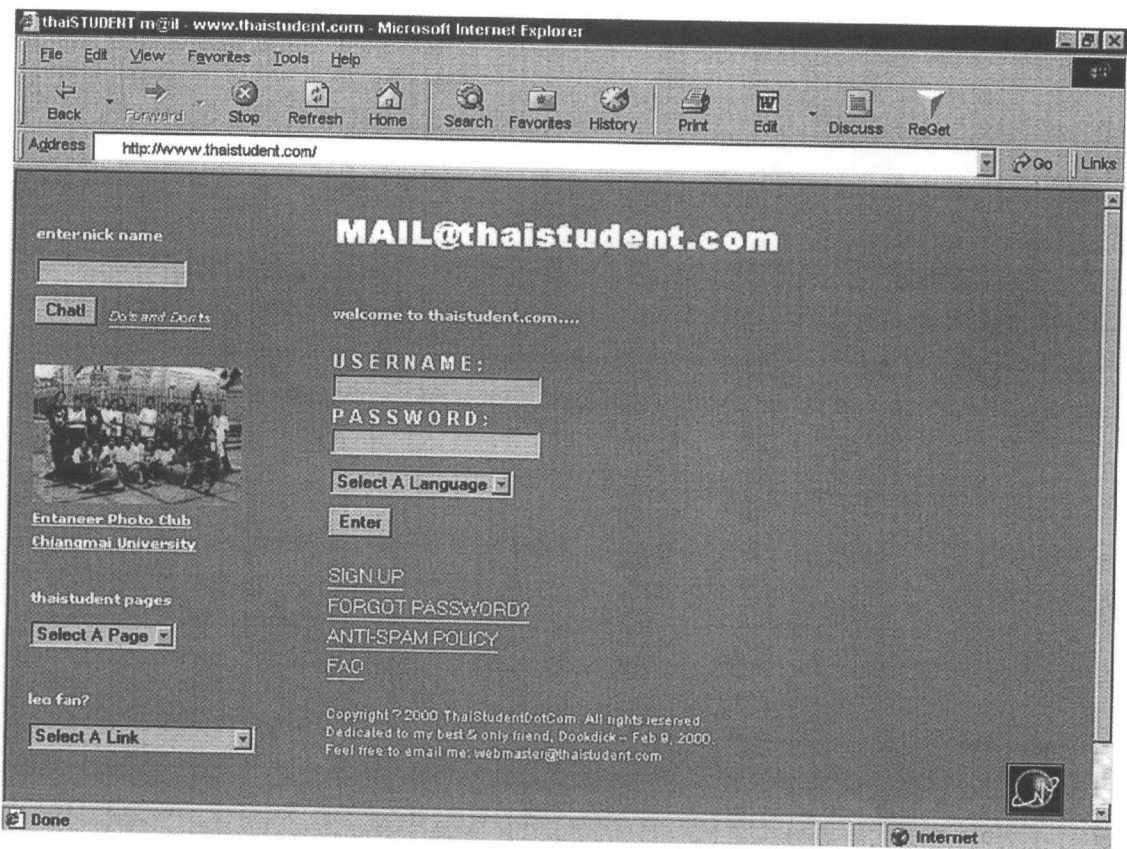 thaiSTUDENT m@il - www.thaistudent.com - Microsoft Internet Explorer
File Edit View Favorites Tools Help
Back Forward Stop Refresh Home Search Favorites History Print Edit Discuss ReGet
Address http://www.thaistudent.com/ Go Links
enter nick name
Chat! Do's and Don'ts
Entaneer Photo Club
Chiangmai University
thaistudent pages
Select A Page
leo fan?
Select A Link
MAIL@thaistudent.com
welcome to thaistudent.com....
USERNAME:
PASSWORD:
Select A Language
Enter
SIGN UP
FORGOT PASSWORD?
ANTI-SPAM POLICY
FAQ
Copyright ? 2000 ThaiStudentDotCom. All rights reserved.
Dedicated to my best & only friend, Dookdick -- Feb 9, 2000.
Feel free to email me: webmaster@thaistudent.com
Done Internet